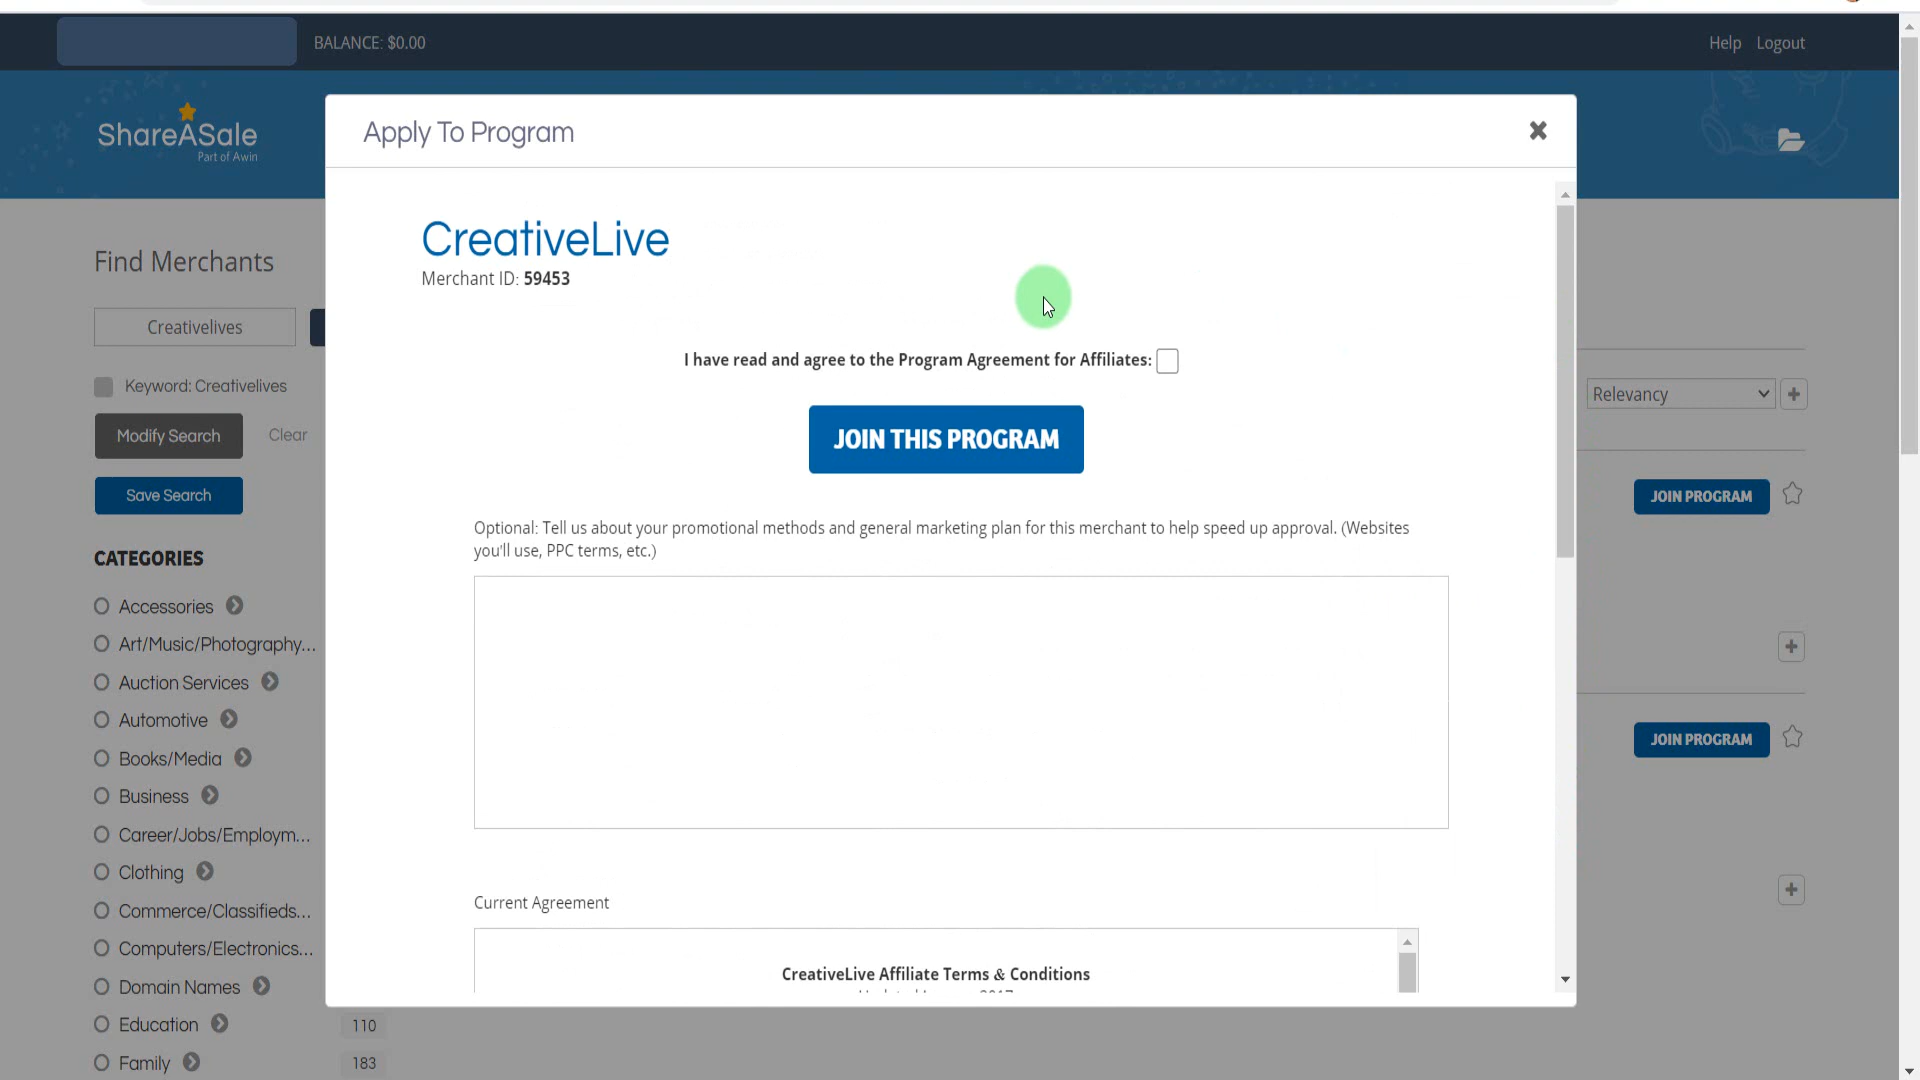 BALANCE: $0.00
Help Logout
ShareASale
Part of Awin
Apply To Program
CreativeLive
Merchant ID: 59453
Find Merchants
Creativelives
I have read and agree to the Program Agreement for Affiliates:
Keyword: Creativelives
Relevancy
Modify Search Clear
JOIN THIS PROGRAM
Save Search
JOIN PROGRAM
Optional: Tell us about your promotional methods and general marketing plan for this merchant to help speed up approval. (Websites
you'll use, PPC terms, etc.)
CATEGORIES
Accessories
Art/Music/Photography...
Auction Services
Automotive
JOIN PROGRAM
Books/Media
Business
Career/Jobs/Employm...
Clothing
Current Agreement
Commerce/Classifieds...
Computers/Electronics...
CreativeLive Affiliate Terms & Conditions
Domain Names
Education 110
Family 183